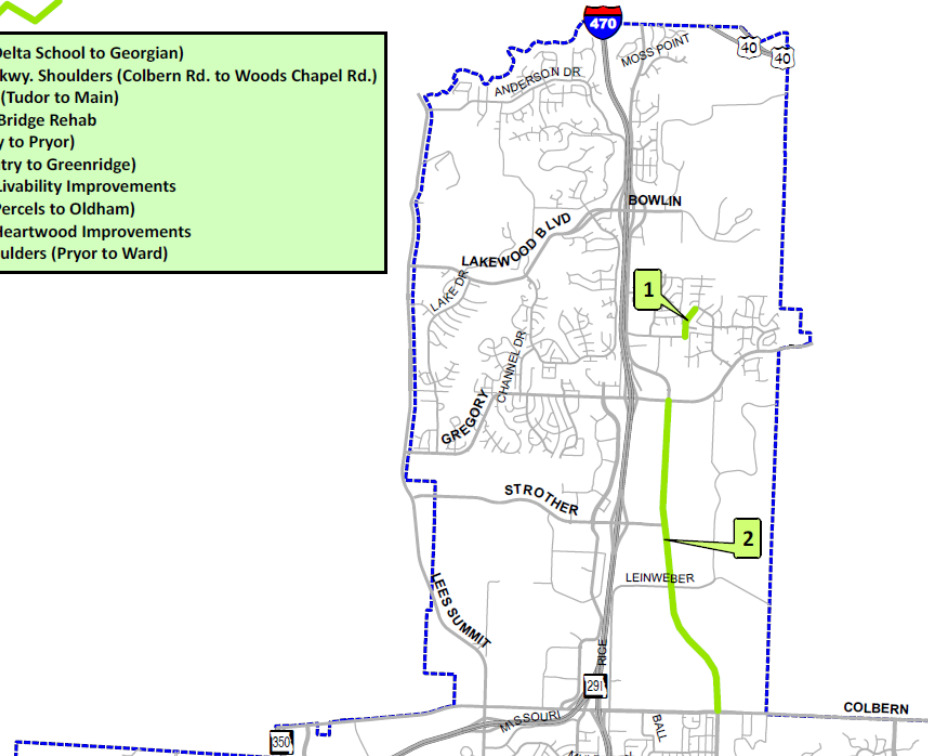 Delta School to Georgian)
kwy. Shoulders (Colbern Rd. to Woods Chapel Rd.)
(Tudor to Main)
Bridge Rehab
y to Pryor)
try to Greenridge)
Livability Improvements
Percels to Oldham)
Heartwood Improvements
ulders (Pryor to Ward)
470
40
40
MOSS POINT
ANDERSON DR
BOWLIN
LAKEWOOD BLVD
LAKE DR
1
CHANNEL DR
GREGORY
STROTHER
2
LEINWEBER
LEES SUMMIT
RICE
291
COLBERN
MISSOURI
BALL
350